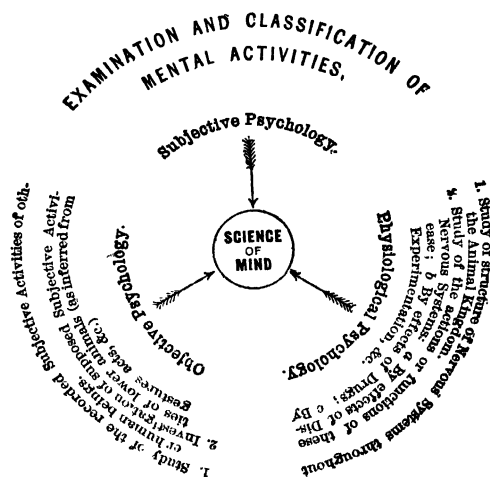 EXAMINATION AND CLASSIFICATION OF
MENTAL ACTIVITIES,
Subjective Psychology.
SCIENCE
OF
MIND
Objective Psychology.
1. Study of the recorded Subjective Activities of oth-
er human beings.
2. Investigation of supposed Subjective Activi-
ties of lower animals (as inferred from
gestures, acts, &c.)
Physiological Psychology.
1. Study of structure of Nervous Systems throughout
the Animal Kingdom.
2. Study of the actions or functions of these
Nervous Systems; a By effects of Dis-
ease; b By effects of Drugs; c By
Experimentation, &c.